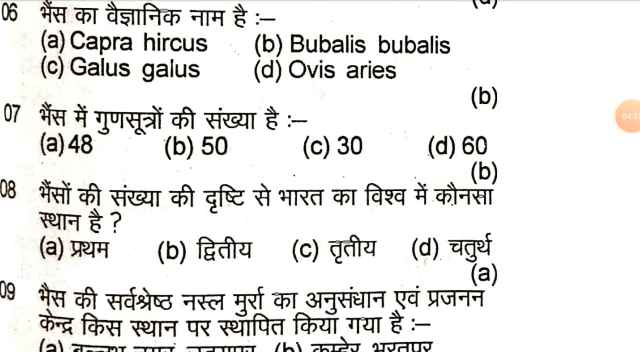 06 भैंस का वैज्ञानिक नाम है :–
(a) Capra hircus (b) Bubalis bubalis
(c) Galus galus (d) Ovis aries
(b)
07 भैंस में गुणसूत्रों की संख्या है :–
(a) 48 (b) 50 (c) 30 (d) 60
(b)
08 भैंसों की संख्या की दृष्टि से भारत का विश्व में कौनसा
स्थान है ?
(a) प्रथम (b) द्वितीय (c) तृतीय (d) चतुर्थ
(a)
09 भैस की सर्वश्रेष्ठ नस्ल मुर्रा का अनुसंधान एवं प्रजनन
केन्द्र किस स्थान पर स्थापित किया गया है :–
(a) (b) कुम्हेर भरतपुर